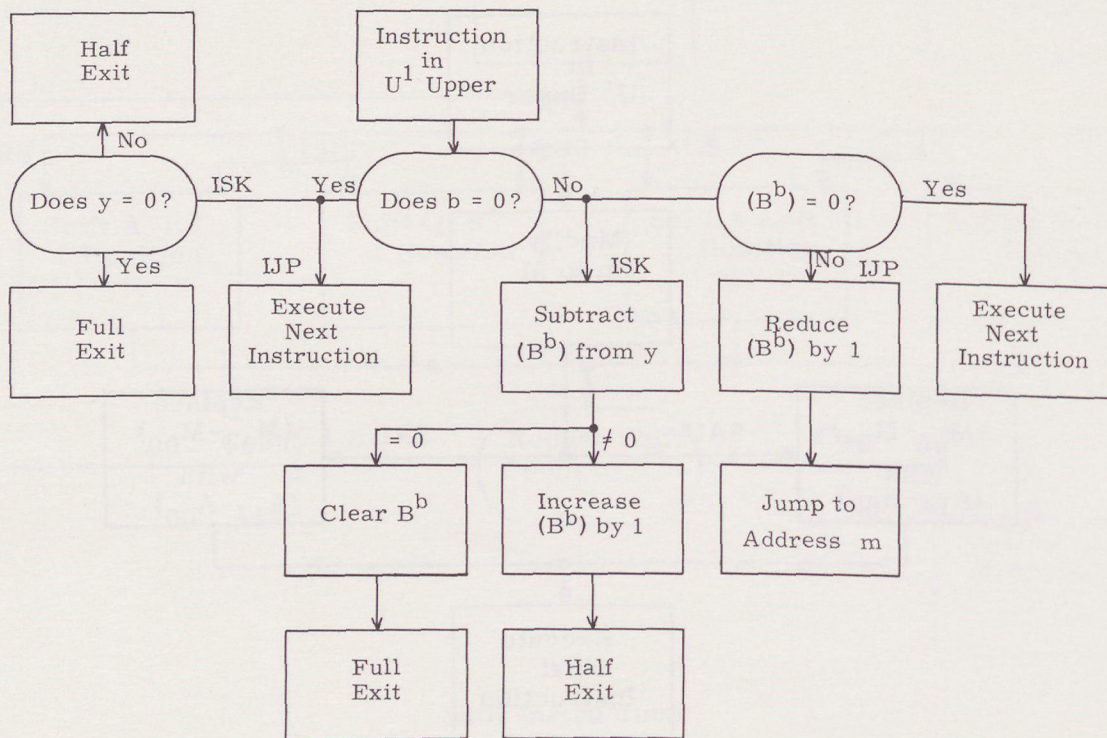 Half
Exit
Instruction
in
U¹ Upper
No
Does y = 0?
ISK
Yes
Does b = 0?
No
(Bᵇ) = 0?
Yes
Yes
IJP
ISK
No
IJP
Full
Exit
Execute
Next
Instruction
Subtract
(Bᵇ) from y
Reduce
(Bᵇ) by 1
Execute
Next
Instruction
= 0
≠ 0
Clear Bᵇ
Increase
(Bᵇ) by 1
Jump to
Address m
Full
Exit
Half
Exit